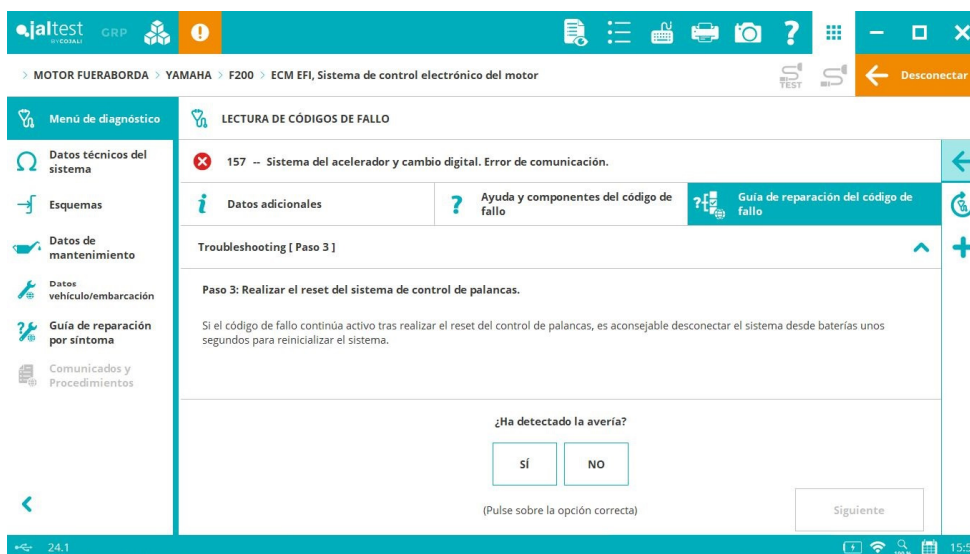 jaltest GRP
BY COJALI
> MOTOR FUERABORDA > YAMAHA > F200 > ECM EFI, Sistema de control electrónico del motor
TEST
Desconectar
Menú de diagnóstico
LECTURA DE CÓDIGOS DE FALLO
Datos técnicos del
sistema
157 -- Sistema del acelerador y cambio digital. Error de comunicación.
Esquemas
Datos adicionales
Ayuda y componentes del código de
fallo
Guía de reparación del código de
fallo
Datos de
mantenimiento
Troubleshooting [ Paso 3 ]
Datos
vehículo/embarcación
Paso 3: Realizar el reset del sistema de control de palancas.
Guía de reparación
por síntoma
Si el código de fallo continúa activo tras realizar el reset del control de palancas, es aconsejable desconectar el sistema desde baterías unos
segundos para reinicializar el sistema.
Comunicados y
Procedimientos
¿Ha detectado la avería?
SÍ
NO
(Pulse sobre la opción correcta)
Siguiente
24.1
100 %